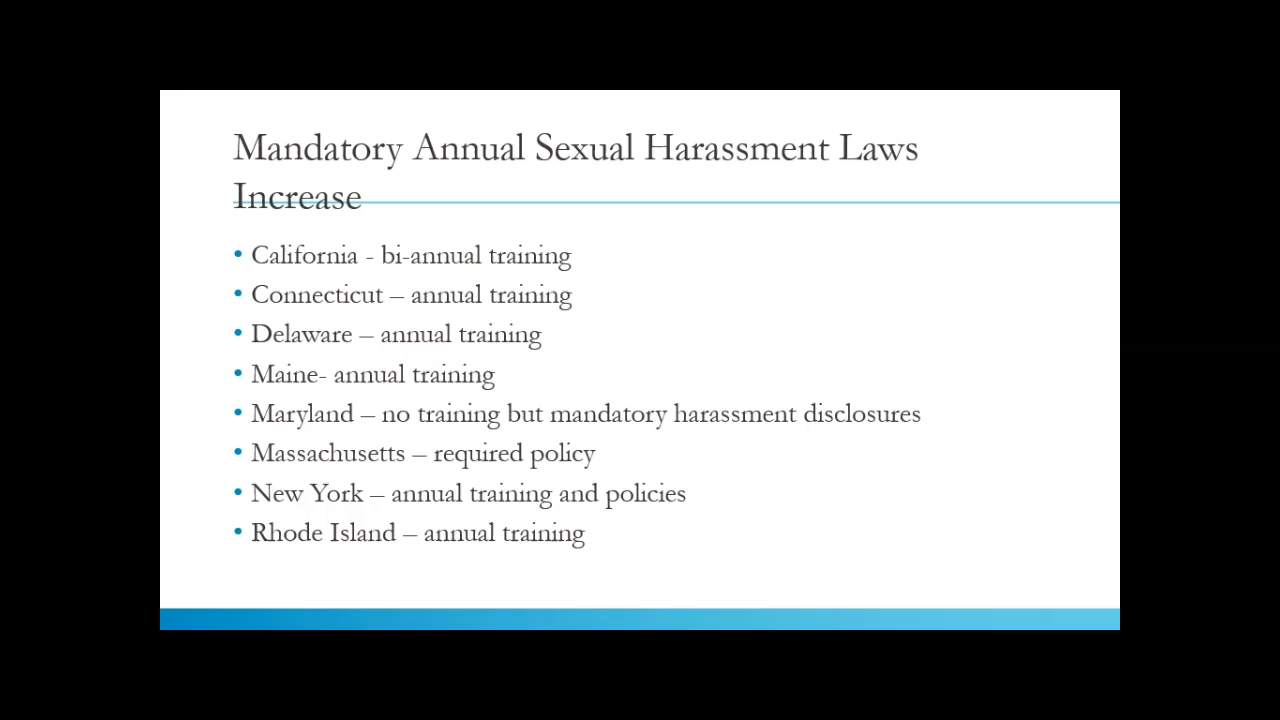 Mandatory Annual Sexual Harassment Laws
Increase
• California - bi-annual training
• Connecticut – annual training
• Delaware – annual training
• Maine- annual training
• Maryland – no training but mandatory harassment disclosures
• Massachusetts – required policy
• New York – annual training and policies
• Rhode Island – annual training